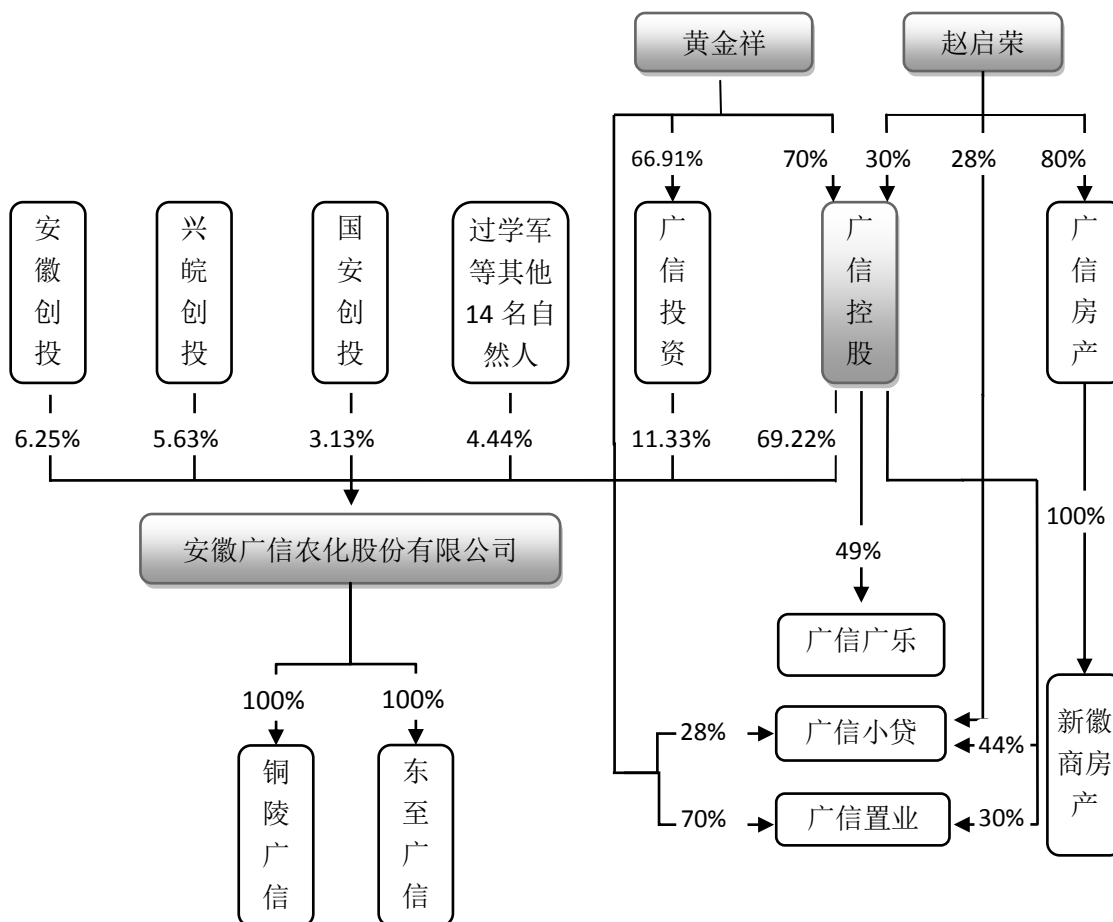 黄金祥
赵启荣
66.91%
70%
30%
28%
80%
安徽创投
兴皖创投
国安创投
过学军
等其他
14 名自
然人
广信投资
广信控股
广信房产
6.25%
5.63%
3.13%
4.44%
11.33%
69.22%
100%
安徽广信农化股份有限公司
49%
广信广乐
100%
100%
28%
广信小贷
44%
新徽
商房
产
铜陵广信
东至广信
70%
广信置业
30%